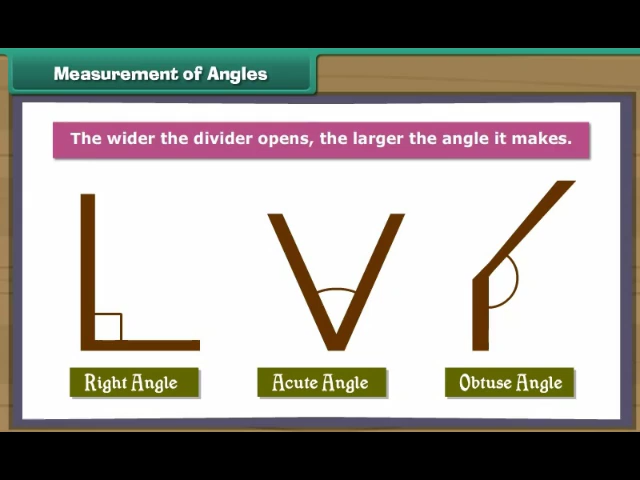 Measurement of Angles
The wider the divider opens, the larger the angle it makes.
Right Angle
Acute Angle
Obtuse Angle